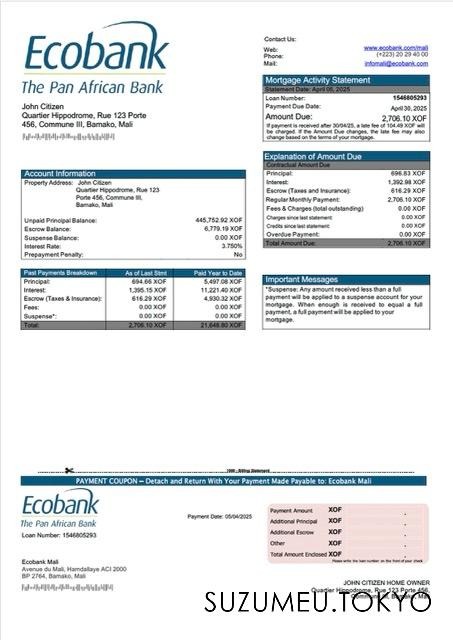 Ecobank
The Pan African Bank
John Citizen
Quartier Hippodrome, Rue 123 Porte
456, Commune III, Bamako, Mali
Contact Us:
Web: www.ecobank.com/mali
Phone: (+223) 20 29 40 00
Mail: infomali@ecobank.com
Mortgage Activity Statement
Statement Date: April 06, 2025
Loan Number: 1546805293
Payment Due Date: April 30, 2025
Amount Due: 2,706.10 XOF
If payment is received after 30/04/25, a late fee of 104.49 XOF will
be charged. If the Amount Due changes, the late fee may also
change based on the terms of your mortgage.
Account Information
Property Address: John Citizen
Quartier Hippodrome, Rue 123
Porte 456, Commune III,
Bamako, Mali
Unpaid Principal Balance: 445,752.92 XOF
Escrow Balance: 6,779.19 XOF
Suspense Balance: 0.00 XOF
Interest Rate: 3.750%
Prepayment Penalty: No
Explanation of Amount Due
Contractual Amount Due
Principal: 696.83 XOF
Interest: 1,392.98 XOF
Escrow (Taxes and Insurance): 616.29 XOF
Regular Monthly Payment: 2,706.10 XOF
Fees & Charges (total outstanding) 0.00 XOF
Charges since last statement: 0.00 XOF
Credits since last statement: 0.00 XOF
Overdue Payment: 0.00 XOF
Total Amount Due: 2,706.10 XOF
Past Payments Breakdown As of Last Stmt Paid Year to Date
Principal: 694.66 XOF 5,497.08 XOF
Interest: 1,395.15 XOF 11,221.40 XOF
Escrow (Taxes & Insurance): 616.29 XOF 4,930.32 XOF
Fees: 0.00 XOF 0.00 XOF
Suspense*: 0.00 XOF 0.00 XOF
Total: 2,706.10 XOF 21,648.80 XOF
Important Messages
*Suspense: Any amount received less than a full
payment will be applied to a suspense account for your
mortgage. When enough is received to equal a full
payment, a full payment will be applied to your
mortgage.
Billing Statement
PAYMENT COUPON – Detach and Return With Your Payment Made Payable to: Ecobank Mali
Ecobank
The Pan African Bank
Loan Number: 1546805293
Payment Date: 05/04/2025
Payment Amount XOF .
Additional Principal XOF .
Additional Escrow XOF .
Other XOF .
Total Amount Enclosed XOF .
Please write the loan number on the front of your check
Ecobank Mali
Avenue du Mali, Hamdallaye ACI 2000
BP 2764, Bamako, Mali
JOHN CITIZEN HOME OWNER
Quartier Hippodrome, Rue 123 Porte 456,
SUZUMEU.TOKYO